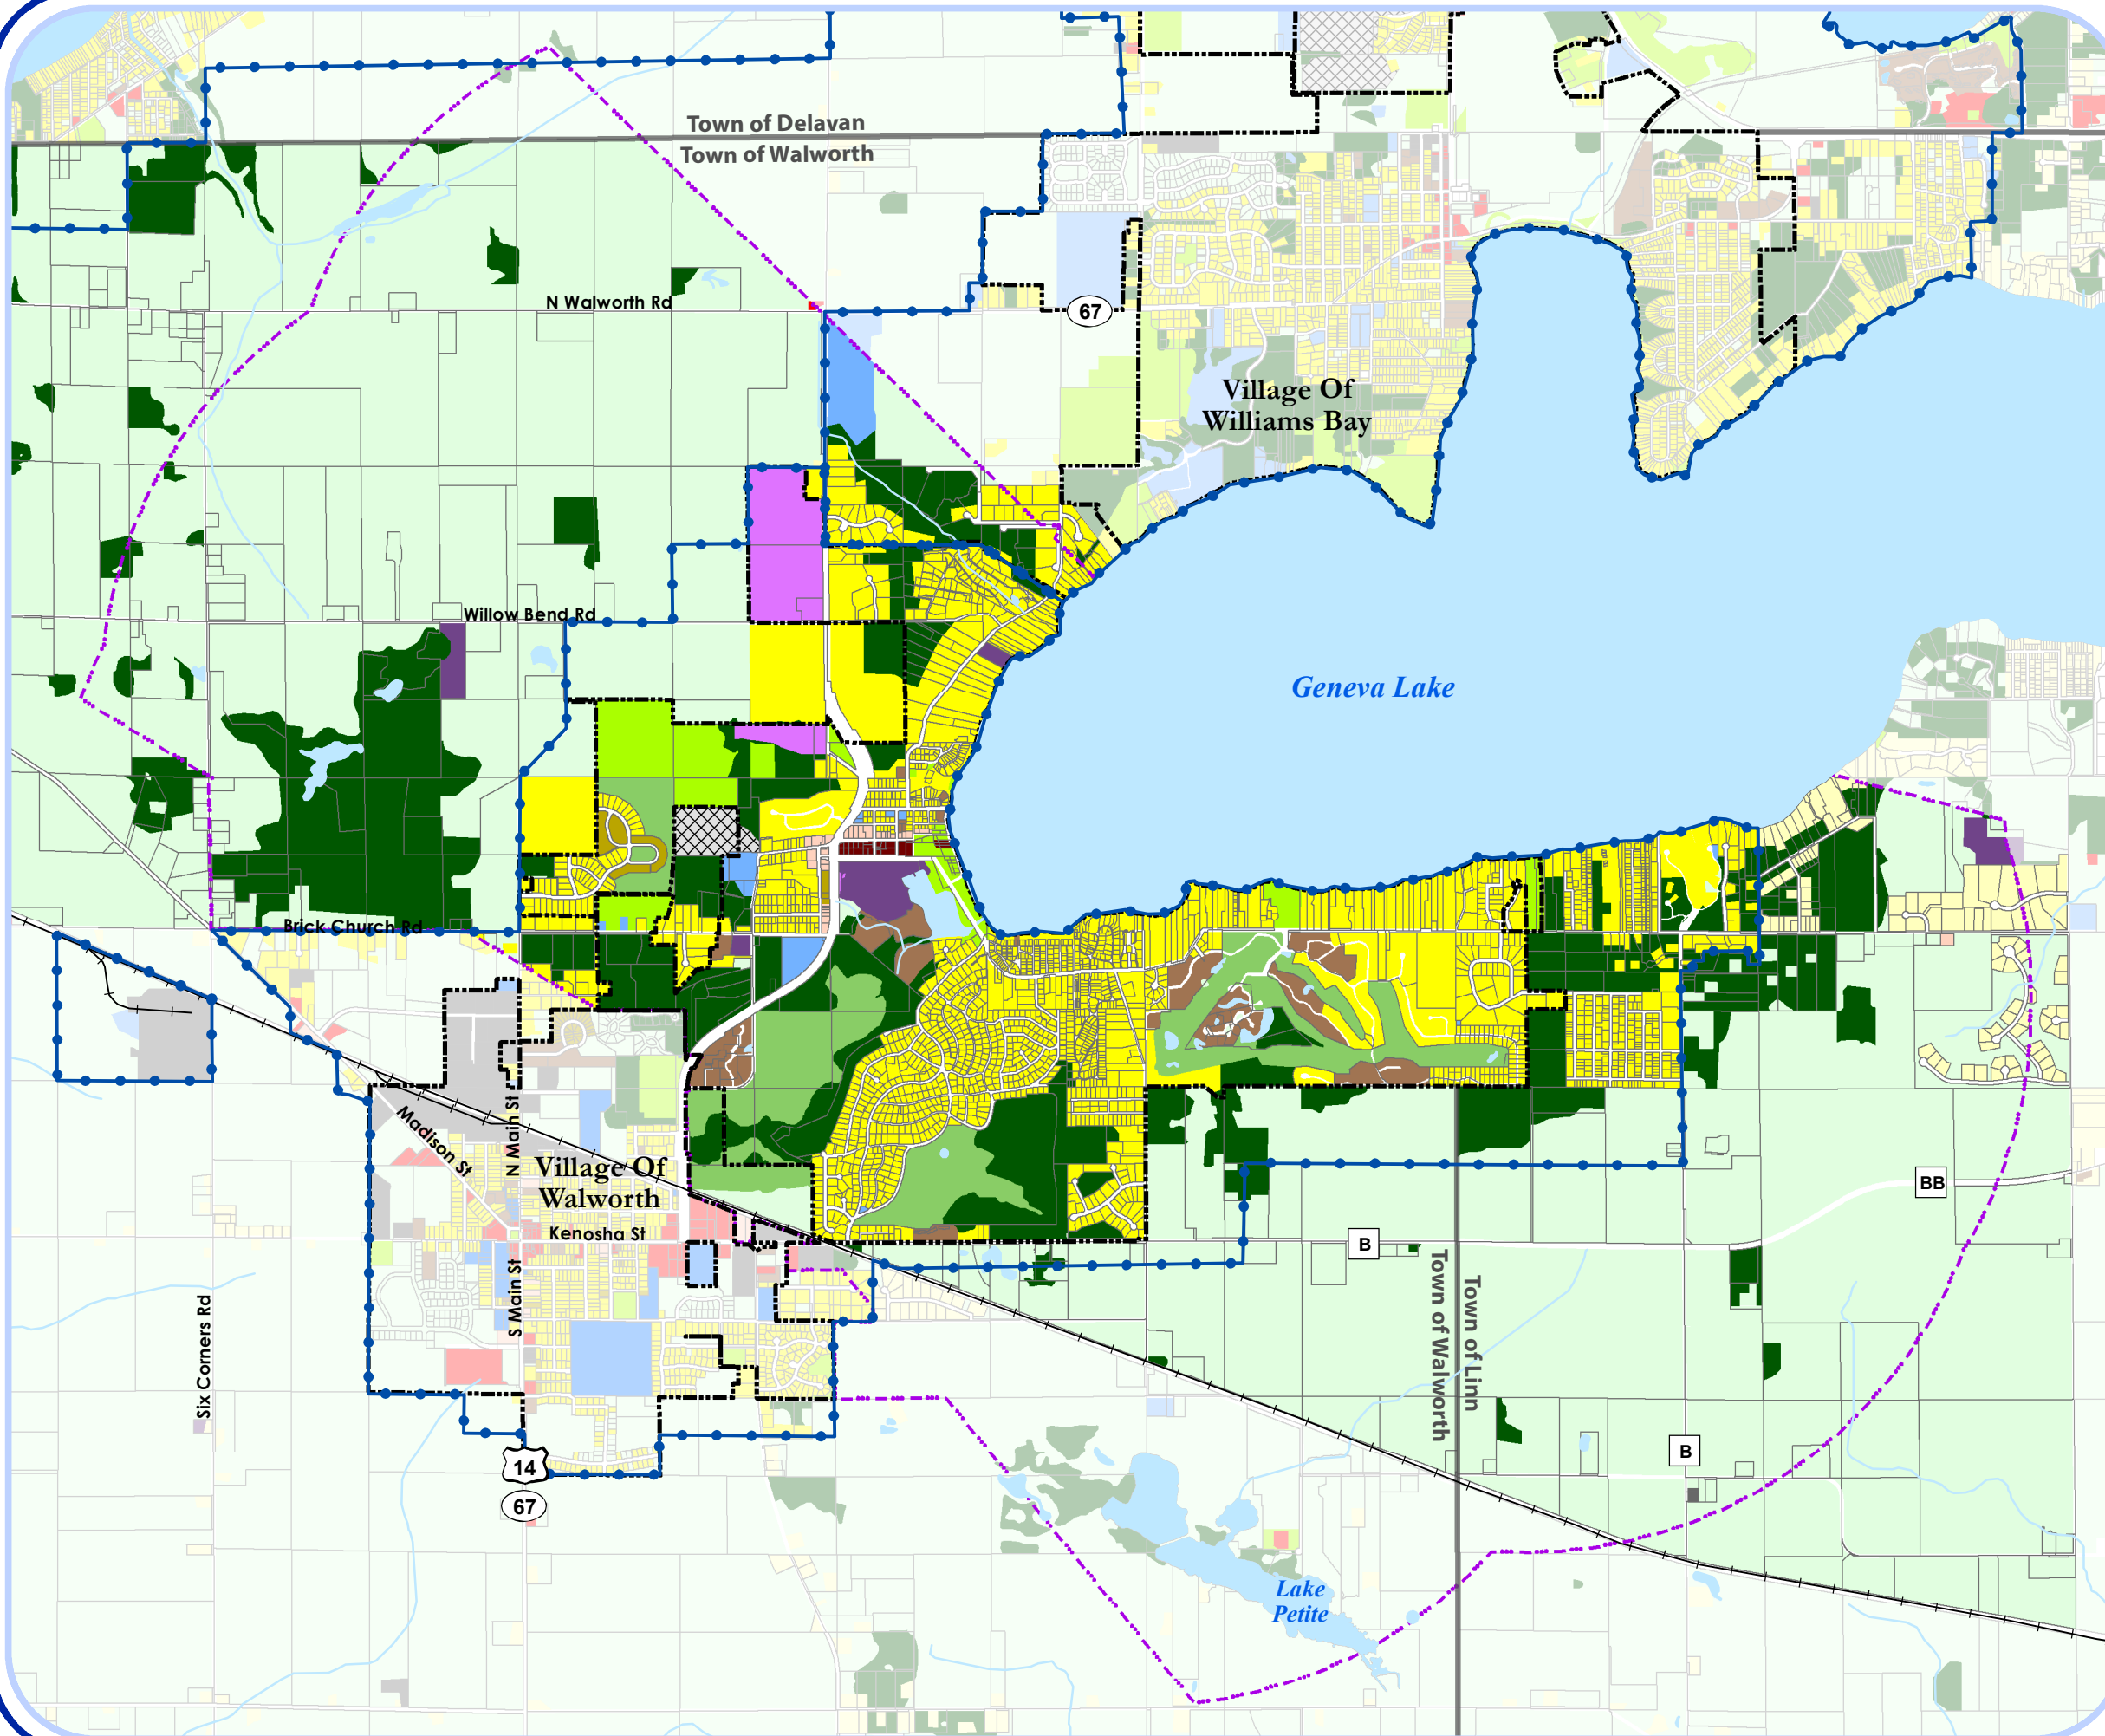 Town of Delavan
Town of Walworth
N Walworth Rd
67
Village Of
Williams Bay
Willow Bend Rd
Geneva Lake
Brick Church Rd
Madison St
N Main St
Village Of
Walworth
Kenosha St
S Main St
Six Corners Rd
BB
B
Town of Walworth
Town of Linn
B
14
67
Lake
Petite